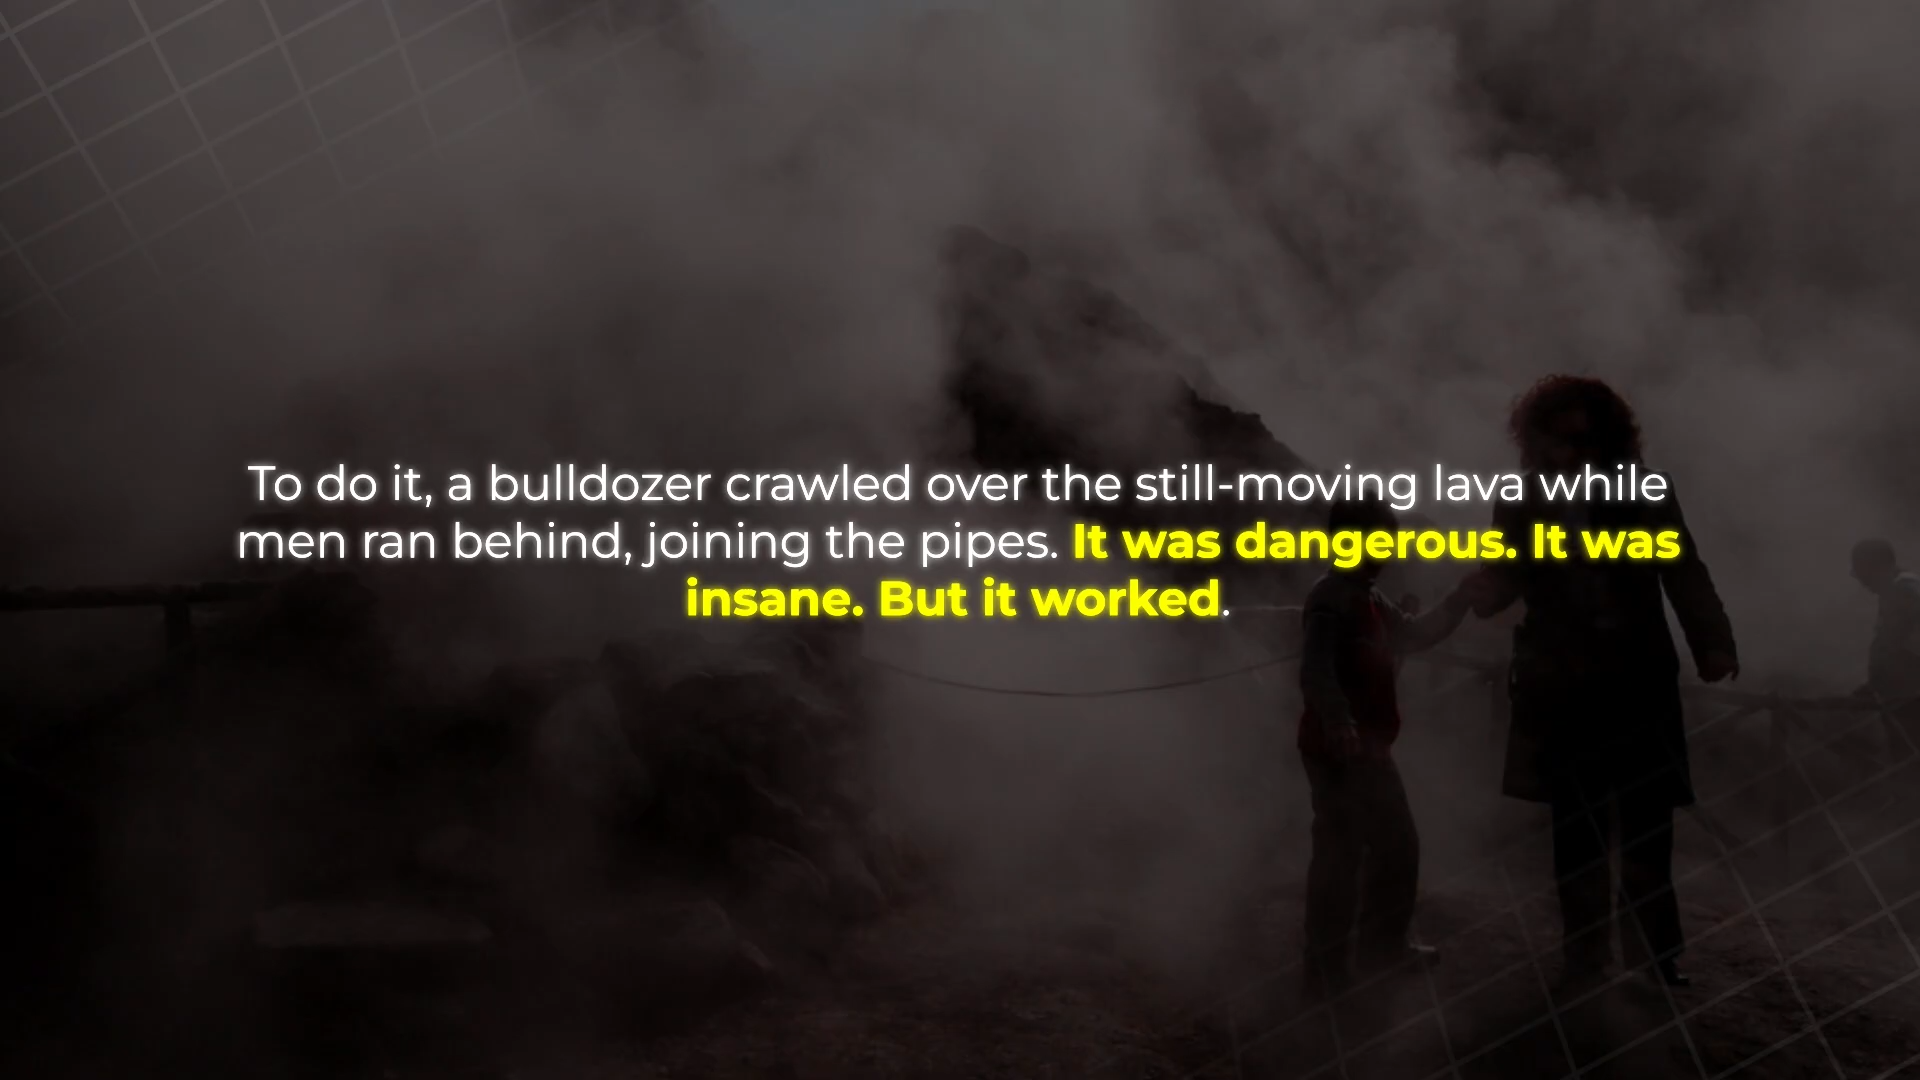 To do it, a bulldozer crawled over the still-moving lava while
men ran behind, joining the pipes. It was dangerous. It was
insane. But it worked.